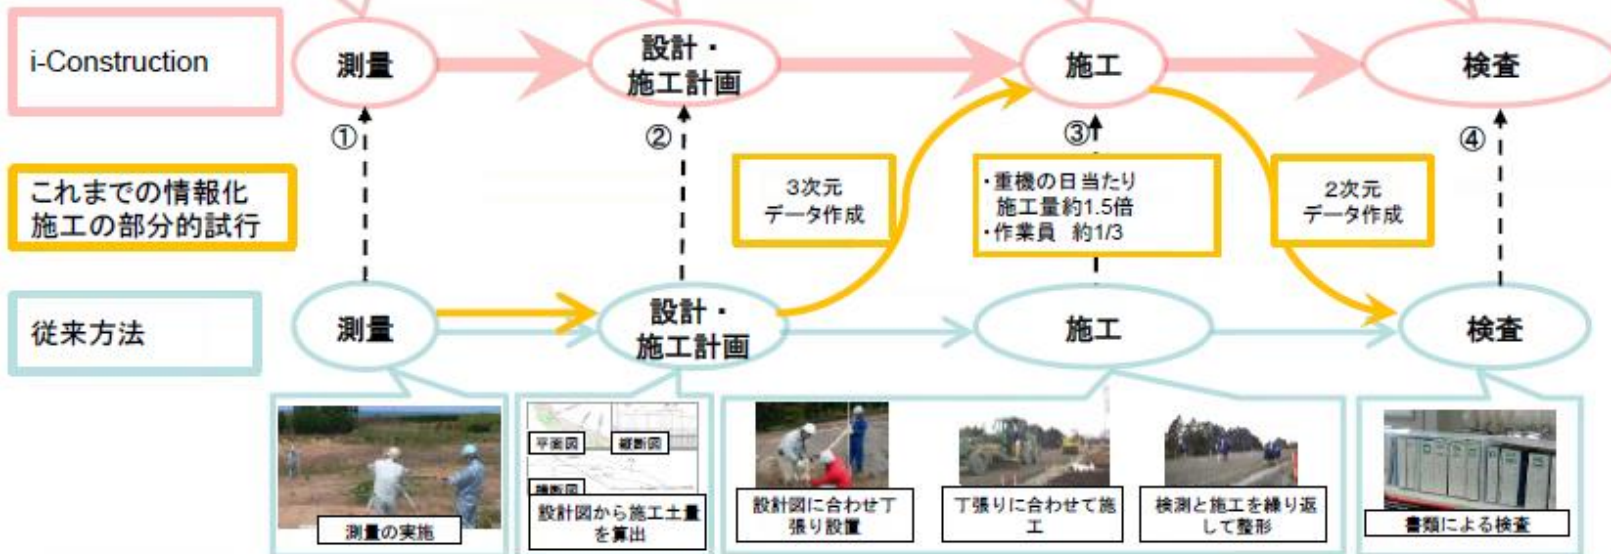 i-Construction
測量
設計・
施工計画
施工
検査
①
②
③
④
これまでの情報化
施工の部分的試行
3次元
データ作成
・重機の日当たり
施工量約1.5倍
・作業員 約1/3
2次元
データ作成
従来方法
測量
設計・
施工計画
施工
検査
測量の実施
平面図
縦断図
横断図
設計図から施工土量
を算出
設計図に合わせ丁
張り設置
丁張りに合わせて施
工
検測と施工を繰り返
して整形
書類による検査